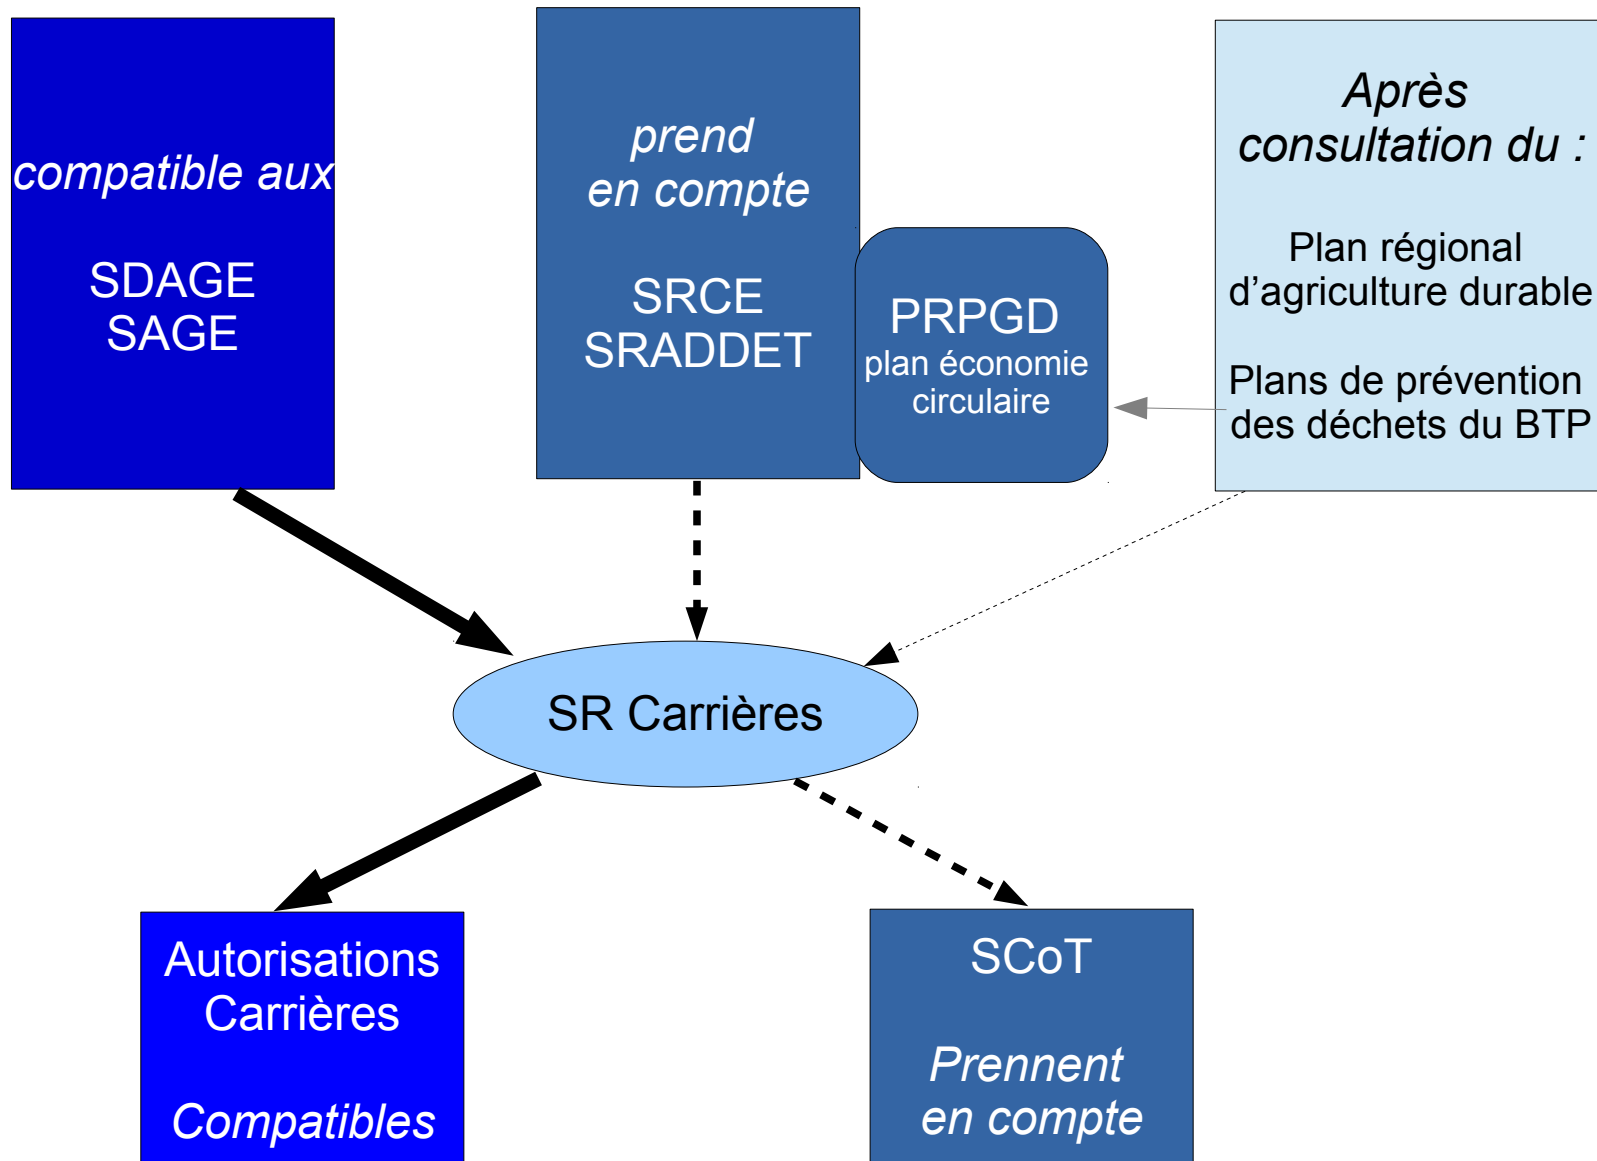 compatible aux
SDAGE
SAGE
prend
en compte
SRCE
SRADDET
PRPGD
plan économie
circulaire
Après
consultation du :
Plan régional
d’agriculture durable
Plans de prévention
des déchets du BTP
SR Carrières
Autorisations
Carrières
Compatibles
SCoT
Prennent
en compte